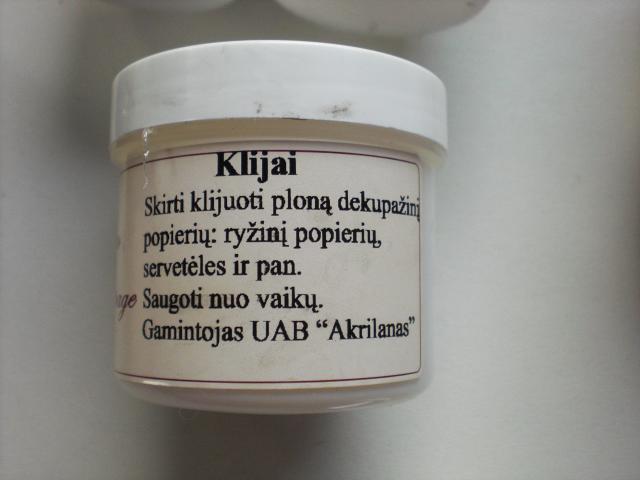 Klijai
Skirti klijuoti ploną dekupažinį
popierių: ryžinį popierių,
servetėles ir pan.
Saugoti nuo vaikų.
Gamintojas UAB “Akrilanas”